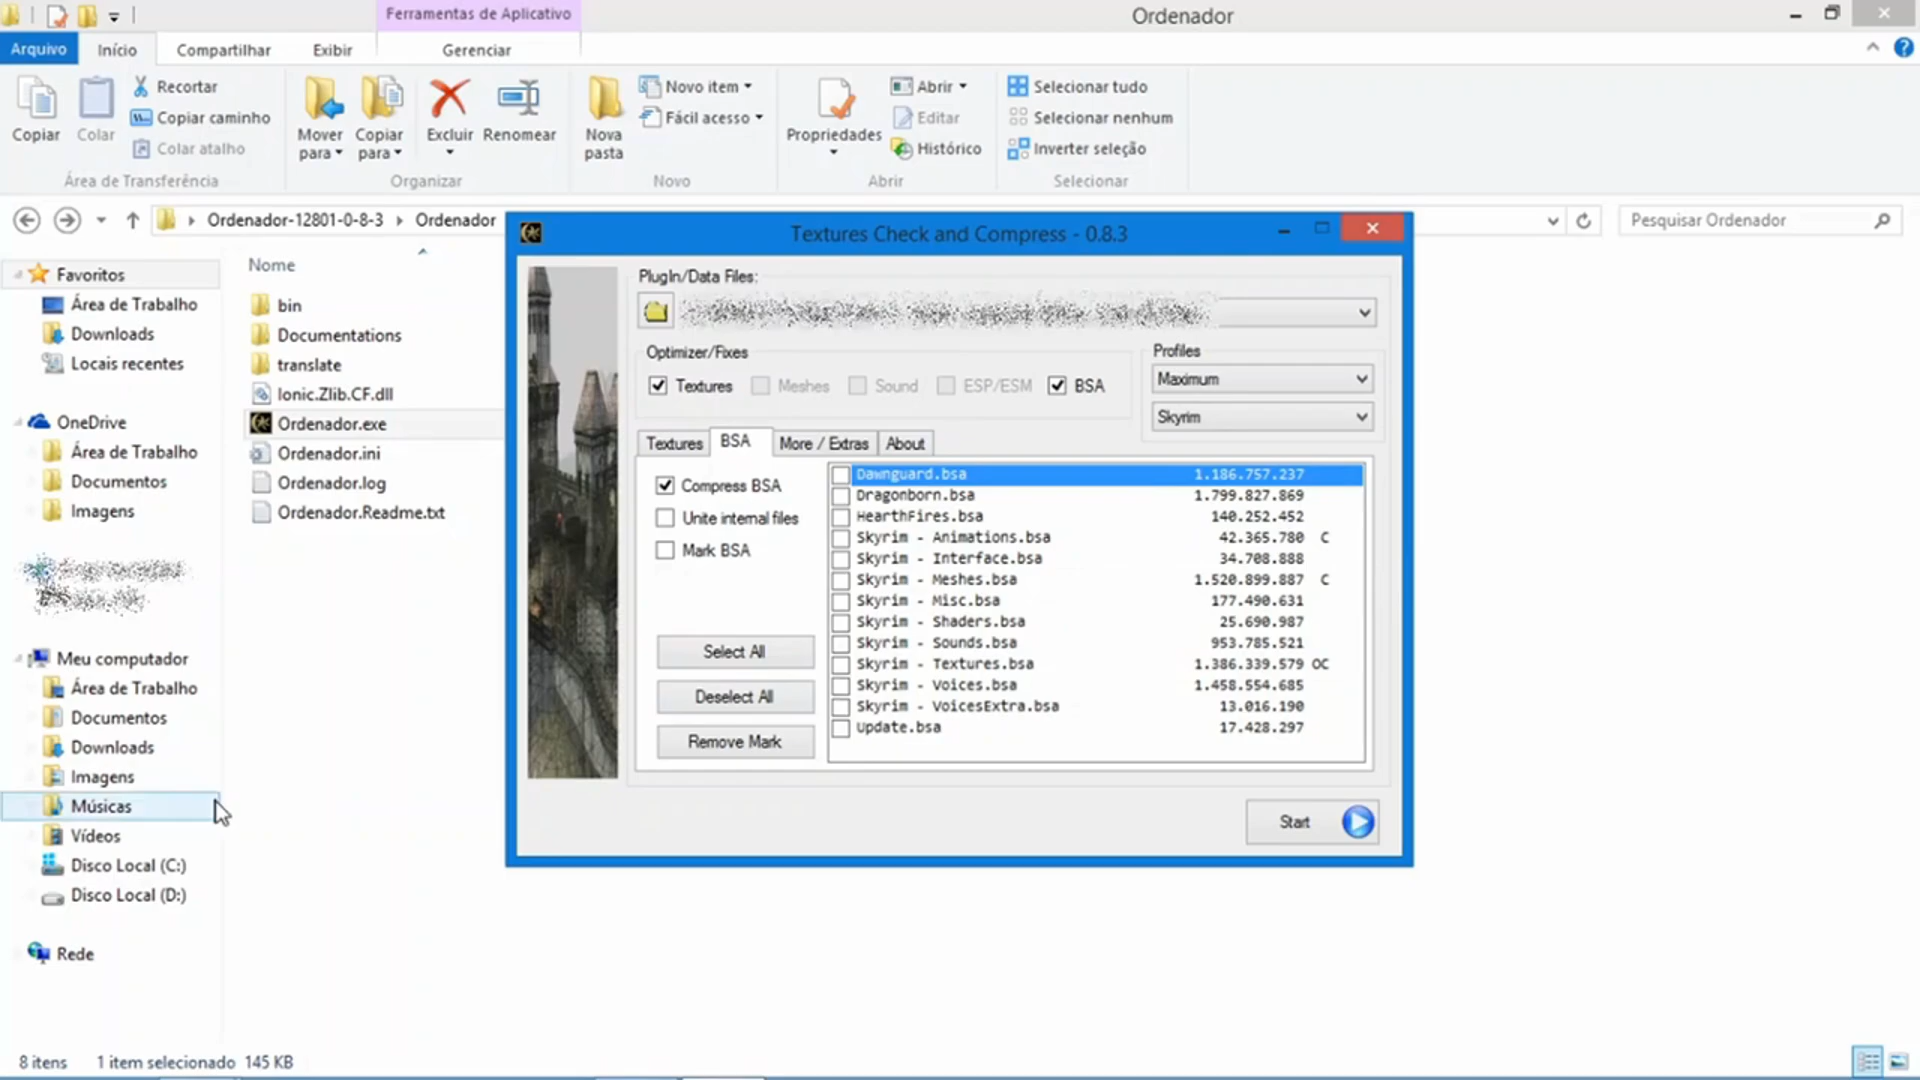 Ferramentas de Aplicativo
Ordenador
Arquivo
Início
Compartilhar
Exibir
Gerenciar
Copiar
Colar
Recortar
Copiar caminho
Colar atalho
Área de Transferência
Mover para
Copiar para
Excluir
Renomear
Organizar
Nova pasta
Novo item
Fácil acesso
Novo
Propriedades
Abrir
Editar
Histórico
Abrir
Selecionar tudo
Selecionar nenhum
Inverter seleção
Selecionar
Ordenador-12801-0-8-3
Ordenador
Pesquisar Ordenador
Favoritos
Área de Trabalho
Downloads
Locais recentes
OneDrive
Área de Trabalho
Documentos
Imagens
Meu computador
Área de Trabalho
Documentos
Downloads
Imagens
Músicas
Vídeos
Disco Local (C:)
Disco Local (D:)
Rede
Nome
bin
Documentations
translate
Ionic.Zlib.CF.dll
Ordenador.exe
Ordenador.ini
Ordenador.log
Ordenador.Readme.txt
Textures Check and Compress - 0.8.3
PlugIn/Data Files:
Optimizer/Fixes
Textures
Meshes
Sound
ESP/ESM
BSA
Profiles
Maximum
Skyrim
Textures
BSA
More / Extras
About
Compress BSA
Unite internal files
Mark BSA
Select All
Deselect All
Remove Mark
Dawnguard.bsa 1.186.757.237
Dragonborn.bsa 1.799.827.869
HearthFires.bsa 140.252.452
Skyrim - Animations.bsa 42.365.780 C
Skyrim - Interface.bsa 34.708.888
Skyrim - Meshes.bsa 1.520.899.887 C
Skyrim - Misc.bsa 177.490.631
Skyrim - Shaders.bsa 25.690.987
Skyrim - Sounds.bsa 953.785.521
Skyrim - Textures.bsa 1.386.339.579 OC
Skyrim - Voices.bsa 1.458.554.685
Skyrim - VoicesExtra.bsa 13.016.190
Update.bsa 17.428.297
Start
8 itens
1 item selecionado 145 KB